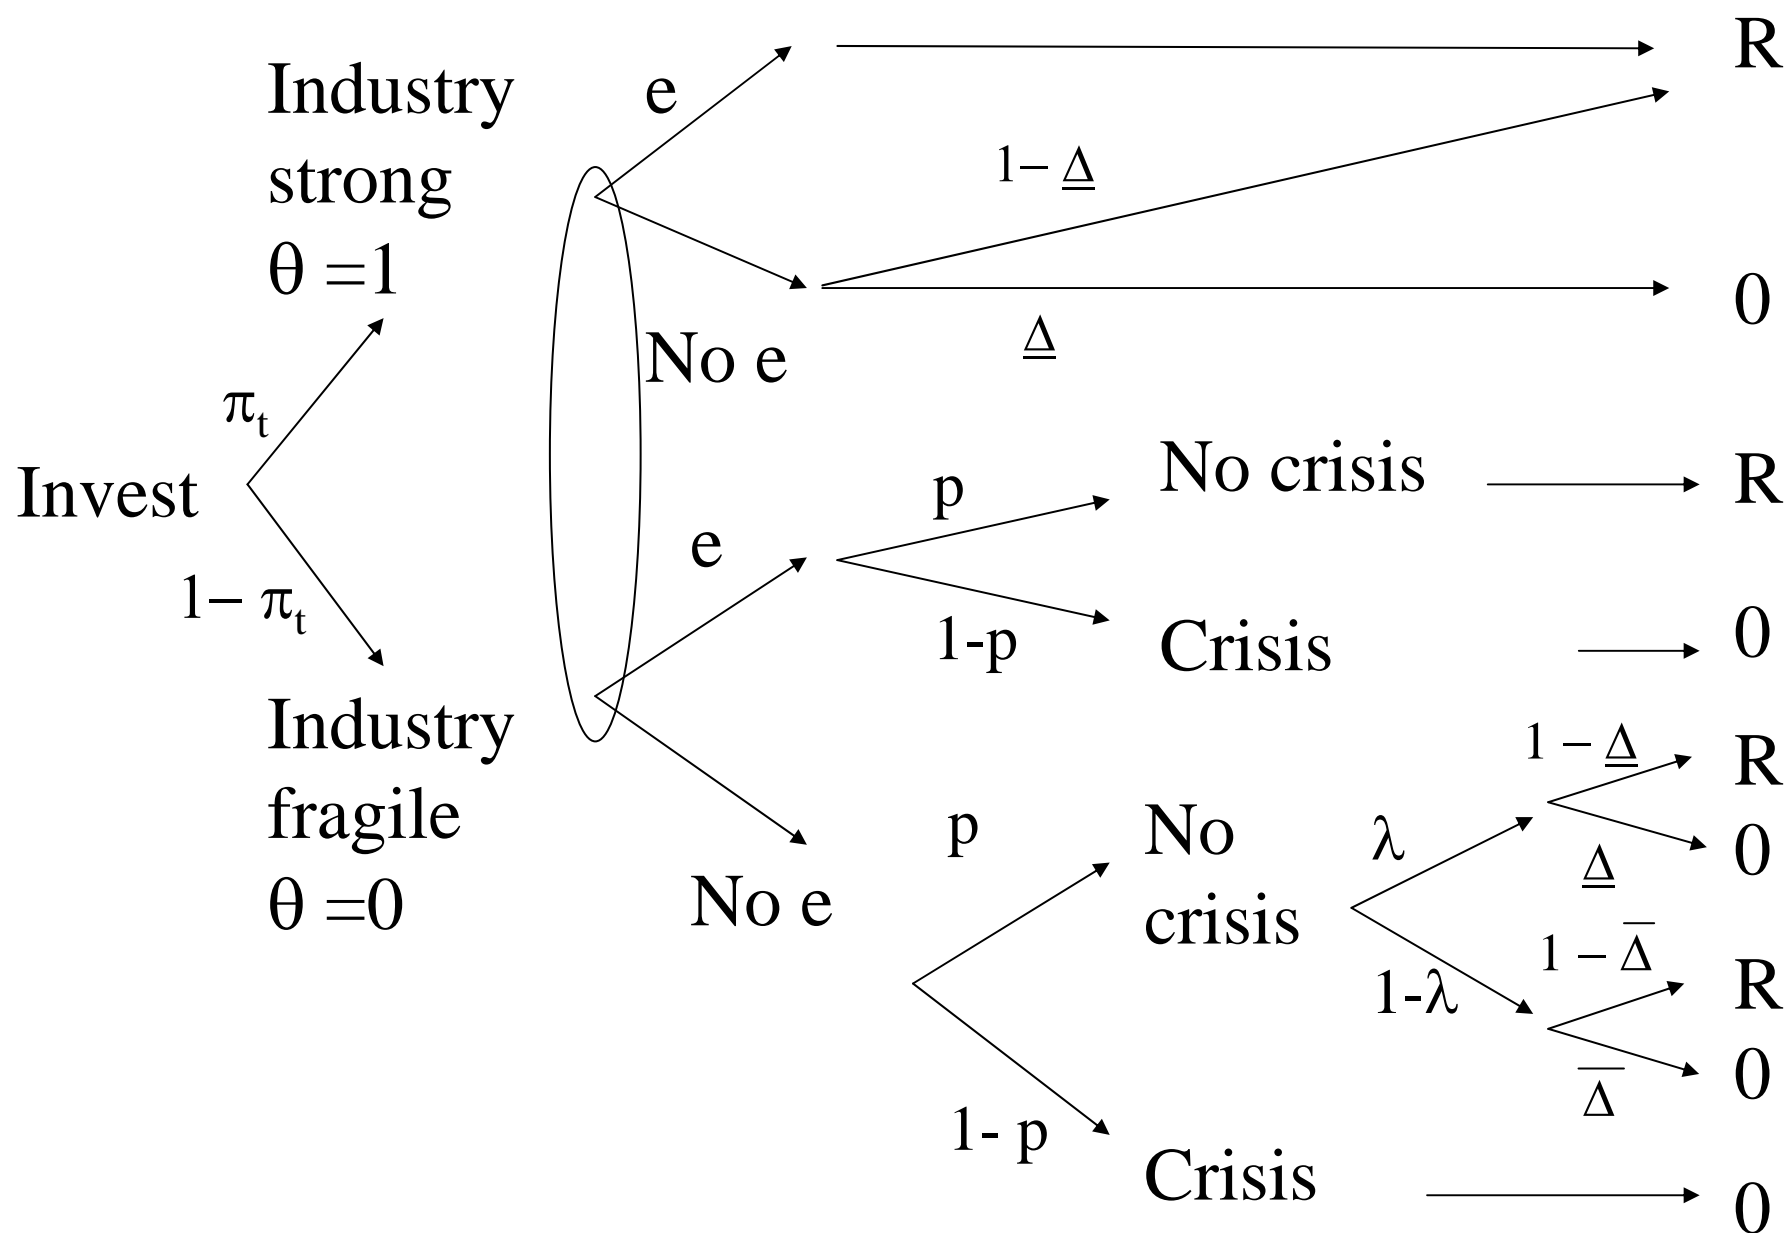 R
Industry
strong
θ =1
e
1− <u>Δ</u>
0
<u>Δ</u>
No e
π_t
Invest
p
No crisis
R
e
1− π_t
1-p
Crisis
0
Industry
fragile
θ =0
No e
p
No
crisis
λ
1 − <u>Δ</u>
R
<u>Δ</u>
0
1-λ
1 − Δ̅
R
Δ̅
0
1- p
Crisis
0